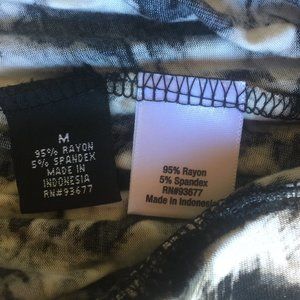 M
95% RAYON
5% SPANDEX
MADE IN
INDONESIA
RN#93677
95% Rayon
5% Spandex
RN#93677
Made in Indonesia